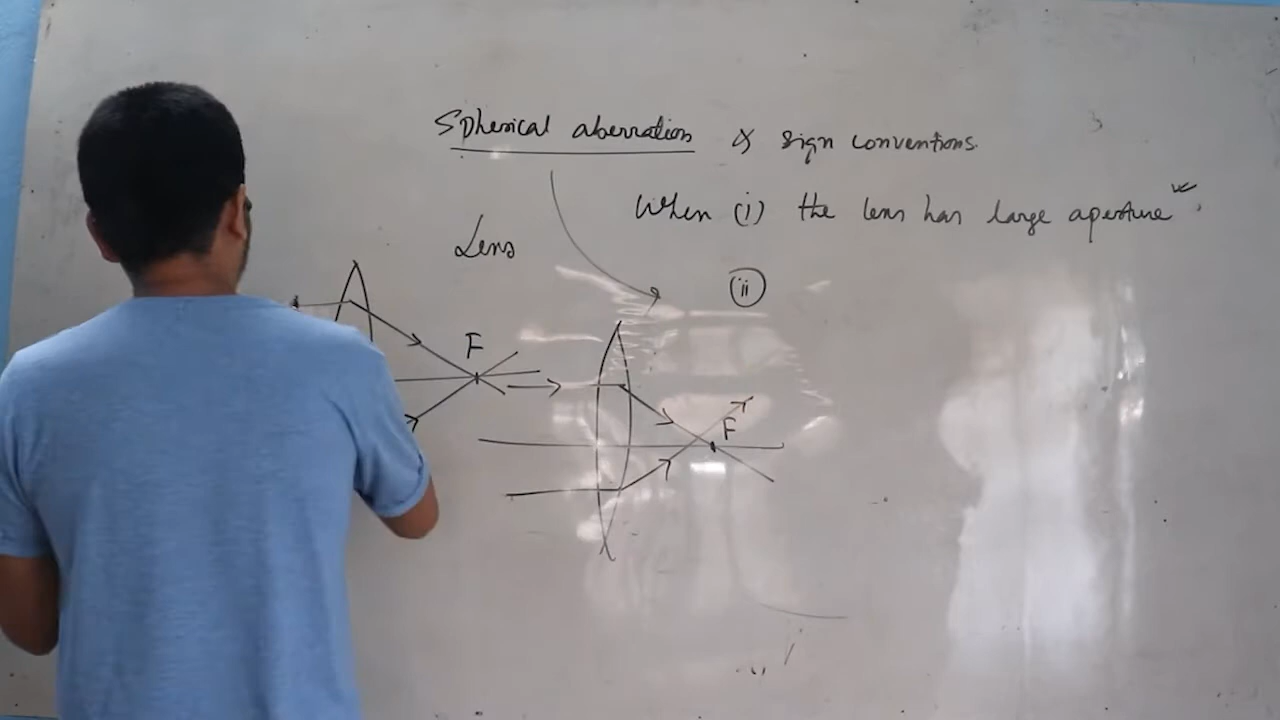 Spherical aberration & sign conventions.
When (i) the lens has large aperture
Lens
(ii)
F
F